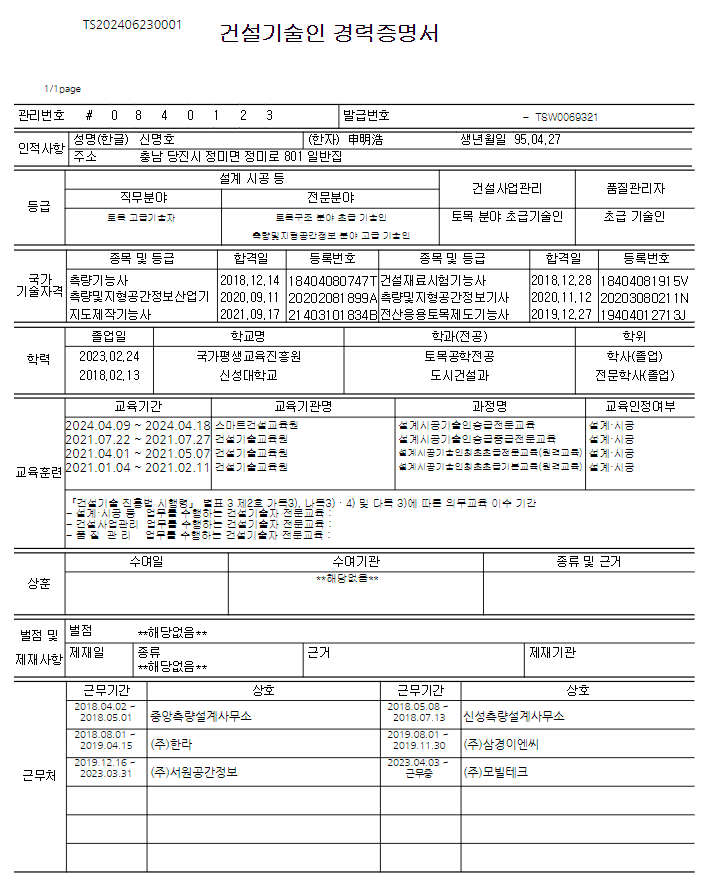 TS202406230001
건설기술인 경력증명서
1/1page
관리번호 # 0 8 4 0 1 2 3 발급번호 - TSW0069321
인적사항 성명(한글) 신명호 (한자) 申明浩 생년월일 95.04.27
주소 충남 당진시 정미면 정미로 801 일반집
등급 설계 시공 등 건설사업관리 품질관리자
직무분야 전문분야
토목 고급기술자 토목구조 분야 초급 기술인 토목 분야 초급기술인 초급 기술인
측량및지형공간정보 분야 고급 기술인
국가 기술자격 종목 및 등급 합격일 등록번호 종목 및 등급 합격일 등록번호
측량기능사 2018.12.14 18404080747T 건설재료시험기능사 2018.12.28 18404081915V
측량및지형공간정보산업기 2020.09.11 20202081899A 측량및지형공간정보기사 2020.11.12 20203080211N
지도제작기능사 2021.09.17 21403101834B 전산응용토목제도기능사 2019.12.27 19404012713J
학력 졸업일 학교명 학과(전공) 학위
2023.02.24 국가평생교육진흥원 토목공학전공 학사(졸업)
2018.02.13 신성대학교 도시건설과 전문학사(졸업)
교육훈련 교육기간 교육기관명 과정명 교육인정여부
2024.04.09 ~ 2024.04.18 스마트건설교육원 설계시공기술인승급전문교육 설계·시공
2021.07.22 ~ 2021.07.27 건설기술교육원 설계시공기술인승급중급전문교육 설계·시공
2021.04.01 ~ 2021.05.07 건설기술교육원 설계시공기술인최초초급전문교육(원격교육) 설계·시공
2021.01.04 ~ 2021.02.11 건설기술교육원 설계시공기술인최초초급기본교육(원격교육) 설계·시공
「건설기술 진흥법 시행령」 별표 3 제2호 가목3), 나목3)·4) 및 다목 3)에 따른 의무교육 이수 기간
- 설계·시공 등 업무를 수행하는 건설기술자 전문교육 :
- 건설사업관리 업무를 수행하는 건설기술자 전문교육 :
- 품 질 관 리 업무를 수행하는 건설기술자 전문교육 :
상훈 수여일 수여기관 종류 및 근거
**해당없음**
벌점 및 제재사항 벌점 **해당없음**
제재일 종류 근거 제재기관
**해당없음**
근무처 근무기간 상호 근무기간 상호
2018.04.02 ~ 2018.05.01 중앙측량설계사무소 2018.05.08 ~ 2018.07.13 신성측량설계사무소
2018.08.01 ~ 2019.04.15 (주)한라 2019.08.01 ~ 2019.11.30 (주)삼경이엔씨
2019.12.16 ~ 2023.03.31 (주)서원공간정보 2023.04.03 ~ 근무중 (주)모빌테크